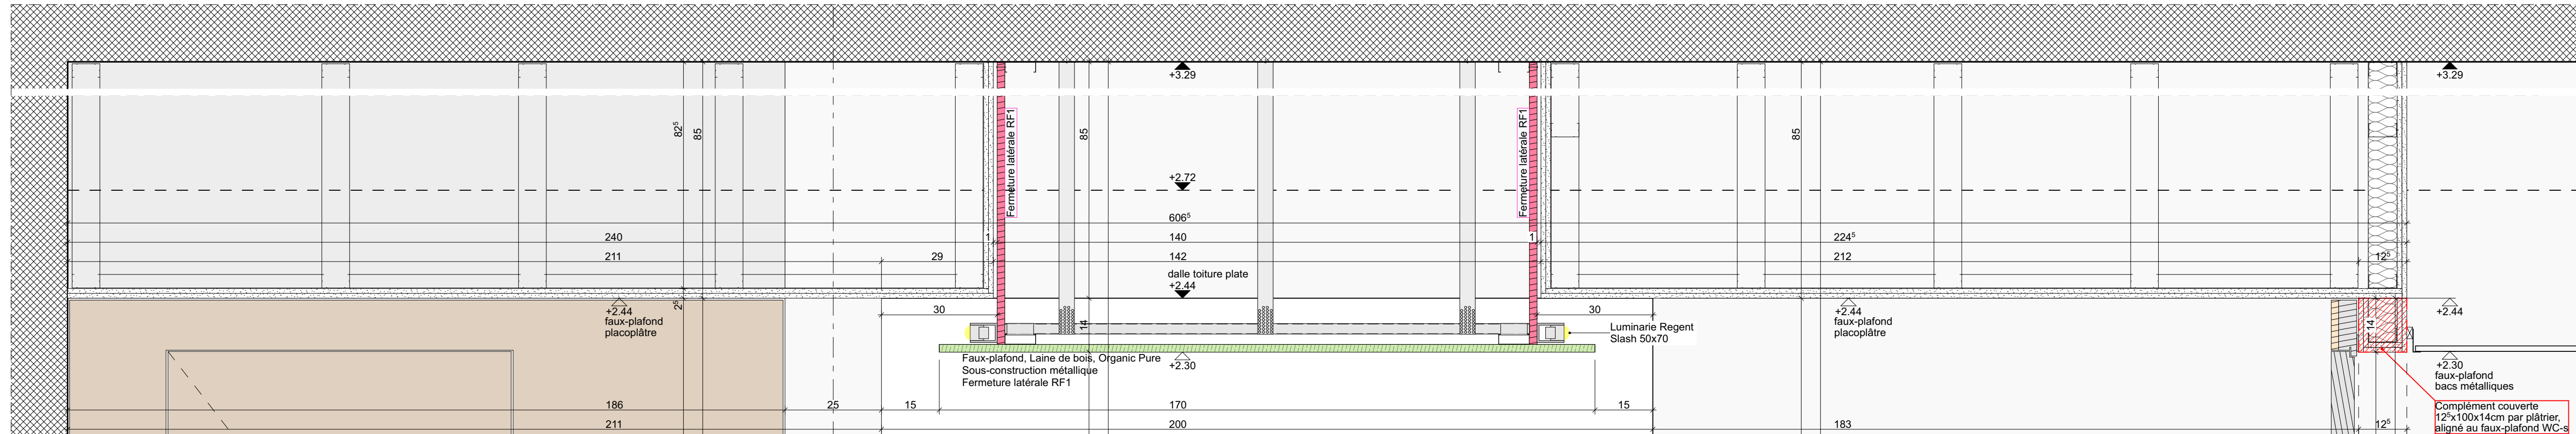 +3.29
+3.29
82⁵
85
Fermeture latérale RF1
85
Fermeture latérale RF1
85
+2.72
606⁵
240
1
140
1
224⁵
211
29
142
212
12⁵
dalle toiture plate
+2.44
2⁵
+2.44
faux-plafond
placoplâtre
30
14
30
+2.44
faux-plafond
placoplâtre
14
+2.44
Luminarie Regent
Slash 50x70
Faux-plafond, Laine de bois, Organic Pure
Sous-construction métallique
Fermeture latérale RF1
+2.30
+2.30
faux-plafond
bacs métalliques
186
25
15
170
15
Complément couverte
12⁵x100x14cm par plâtrier,
aligné au faux-plafond WC-s
211
200
183
12⁵